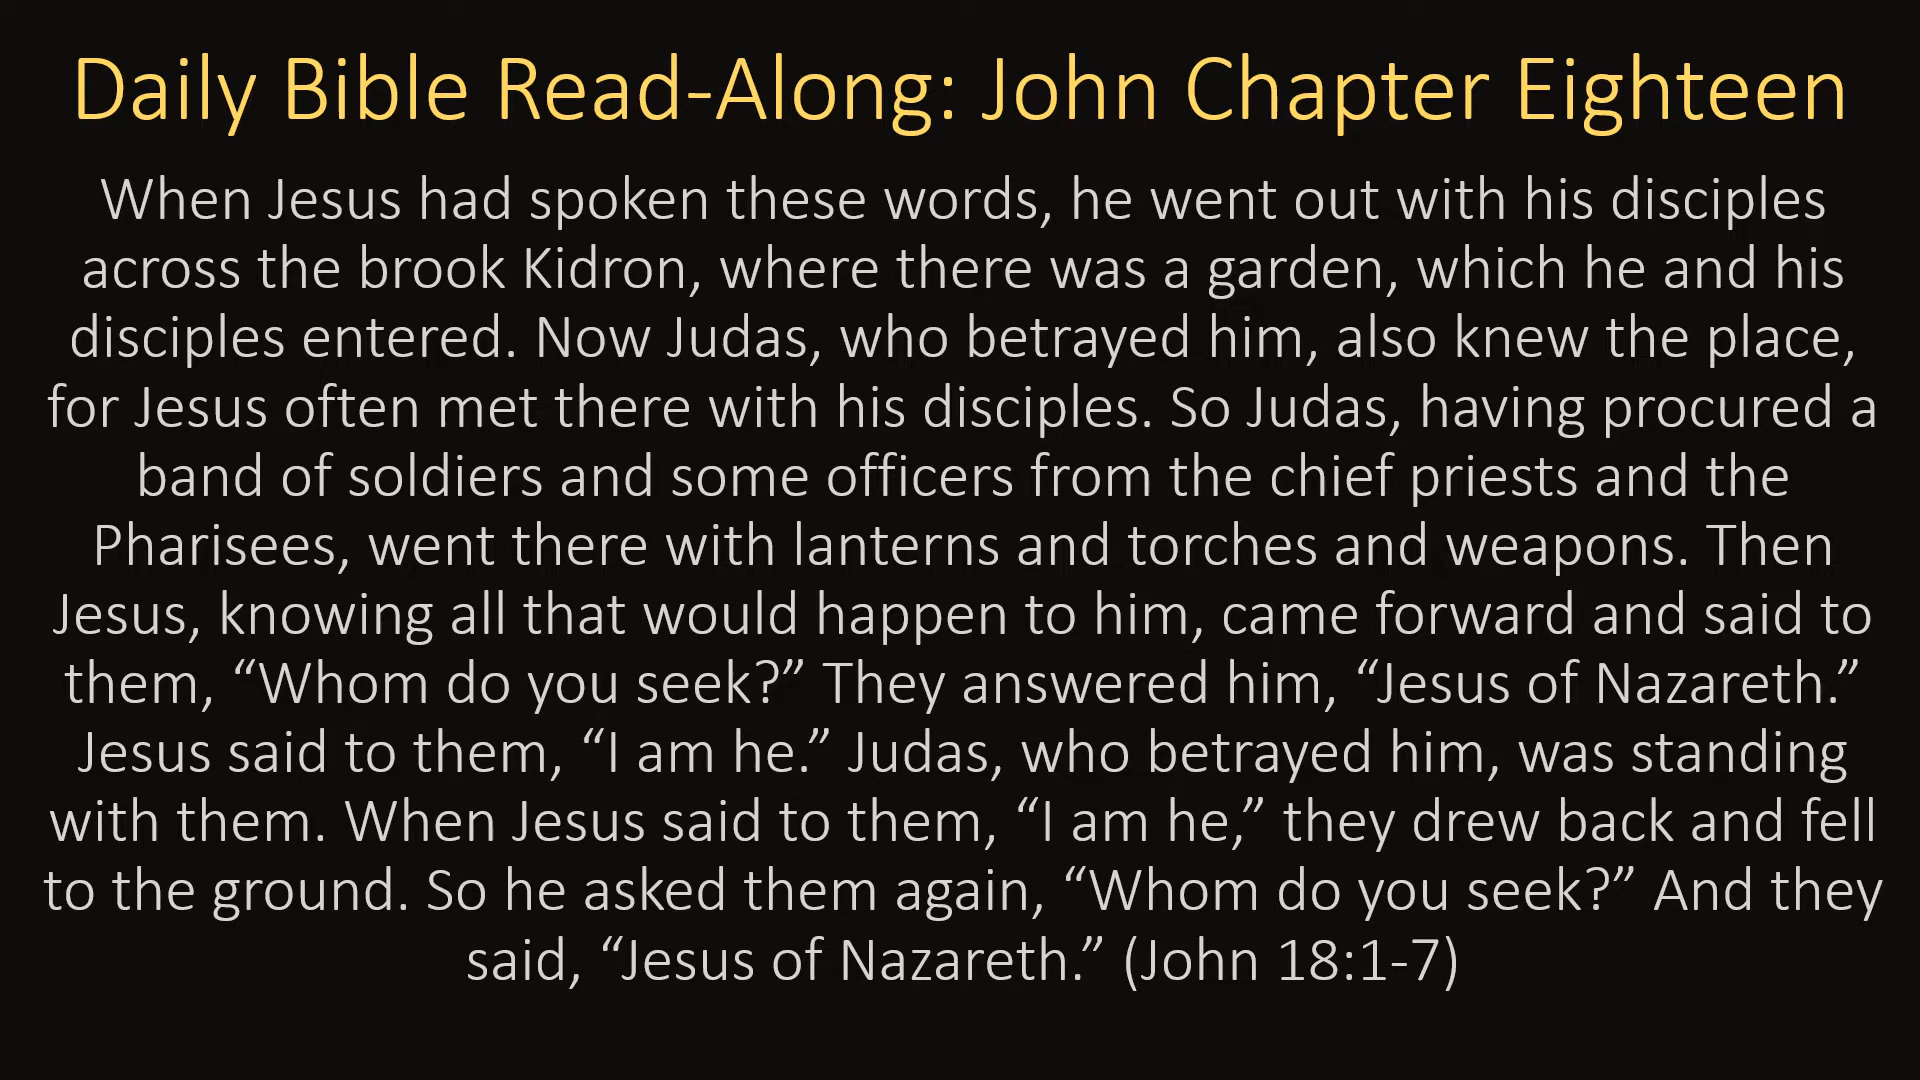 Daily Bible Read-Along: John Chapter Eighteen
When Jesus had spoken these words, he went out with his disciples
across the brook Kidron, where there was a garden, which he and his
disciples entered. Now Judas, who betrayed him, also knew the place,
for Jesus often met there with his disciples. So Judas, having procured a
band of soldiers and some officers from the chief priests and the
Pharisees, went there with lanterns and torches and weapons. Then
Jesus, knowing all that would happen to him, came forward and said to
them, “Whom do you seek?” They answered him, “Jesus of Nazareth.”
Jesus said to them, “I am he.” Judas, who betrayed him, was standing
with them. When Jesus said to them, “I am he,” they drew back and fell
to the ground. So he asked them again, “Whom do you seek?” And they
said, “Jesus of Nazareth.” (John 18:1-7)